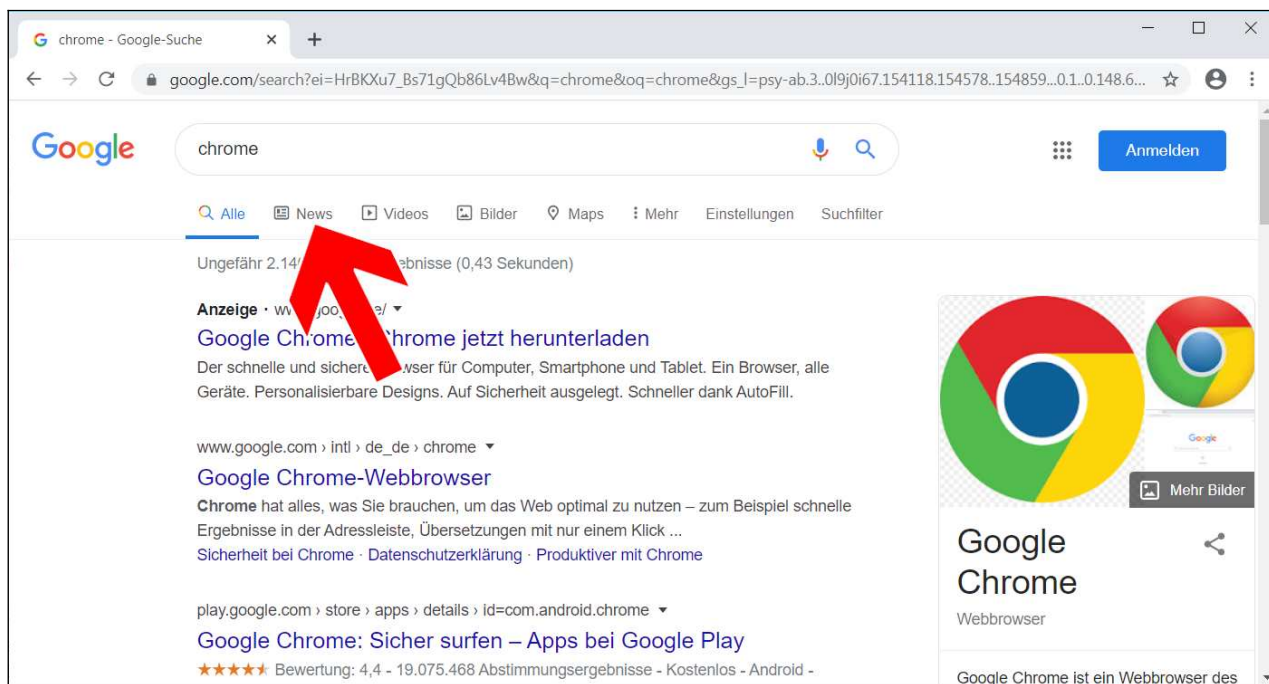 chrome - Google-Suche
google.com/search?ei=HrBKXu7_Bs71gQb86Lv4Bw&q=chrome&oq=chrome&gs_l=psy-ab.3..0l9j0i67.154118.154578..154859...0.1..0.148.6...
Google
chrome
Anmelden
Alle News Videos Bilder Maps Mehr Einstellungen Suchfilter
Ungefähr (0,43 Sekunden)
Anzeige ·
Google Chrome Chrome jetzt herunterladen
Der schnelle und sichere für Computer, Smartphone und Tablet. Ein Browser, alle
Geräte. Personalisierbare Designs. Auf Sicherheit ausgelegt. Schneller dank AutoFill.
www.google.com › intl › de_de › chrome
Google Chrome-Webbrowser
Chrome hat alles, was Sie brauchen, um das Web optimal zu nutzen – zum Beispiel schnelle
Ergebnisse in der Adressleiste, Übersetzungen mit nur einem Klick ...
Sicherheit bei Chrome · Datenschutzerklärung · Produktiver mit Chrome
play.google.com › store › apps › details › id=com.android.chrome
Google Chrome: Sicher surfen – Apps bei Google Play
Bewertung: 4,4 - 19.075.468 Abstimmungsergebnisse - Kostenlos - Android -
Google
Mehr Bilder
Google
Chrome
Webbrowser
Google Chrome ist ein Webbrowser des